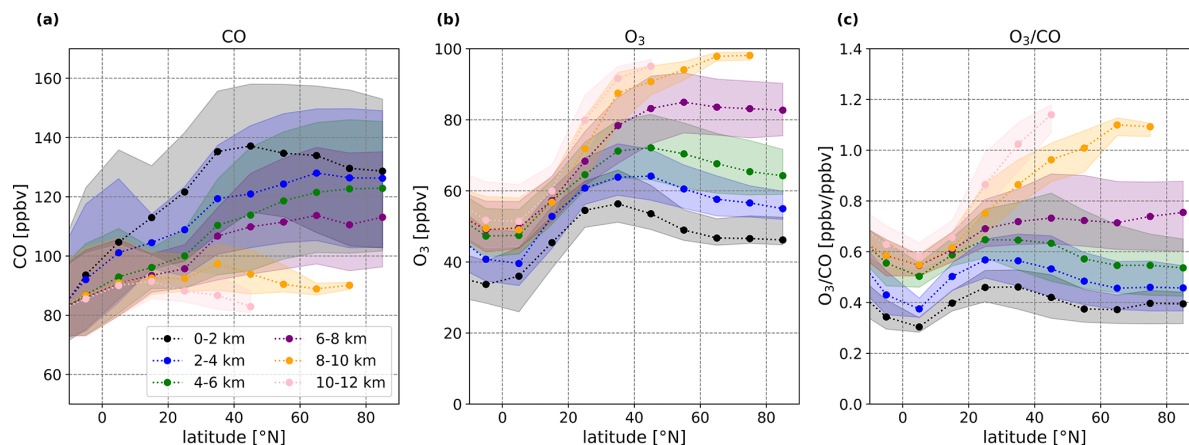 (a)
CO
CO [ppbv]
160
140
120
100
80
60
0
20
40
60
80
latitude [°N]
0-2 km
2-4 km
4-6 km
6-8 km
8-10 km
10-12 km
(b)
O₃
O₃ [ppbv]
100
80
60
40
20
0
0
20
40
60
80
latitude [°N]
(c)
O₃/CO
O₃/CO [ppbv/ppbv]
1.4
1.2
1.0
0.8
0.6
0.4
0.2
0.0
0
20
40
60
80
latitude [°N]